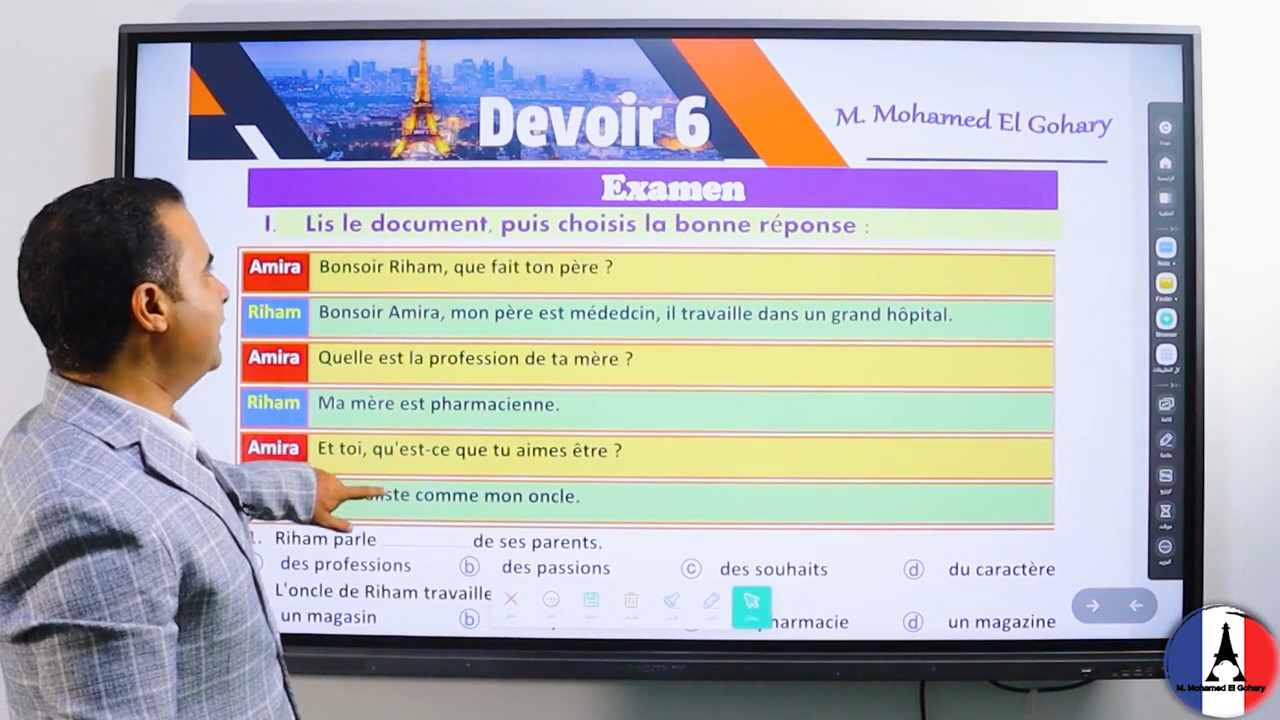 Devoir 6
M. Mohamed El Gohary
Examen
I. Lis le document, puis choisis la bonne réponse :
Amira Bonsoir Riham, que fait ton père ?
Riham Bonsoir Amira, mon père est médedcin, il travaille dans un grand hôpital.
Amira Quelle est la profession de ta mère ?
Riham Ma mère est pharmacienne.
Amira Et toi, qu'est-ce que tu aimes être ?
comme mon oncle.
1. Riham parle .................. de ses parents.
des professions ⓑ des passions ⓒ des souhaits ⓓ du caractère
L'oncle de Riham travaille
un magasin ⓑ ⓓ un magazine
M. Mohamed El Gohary